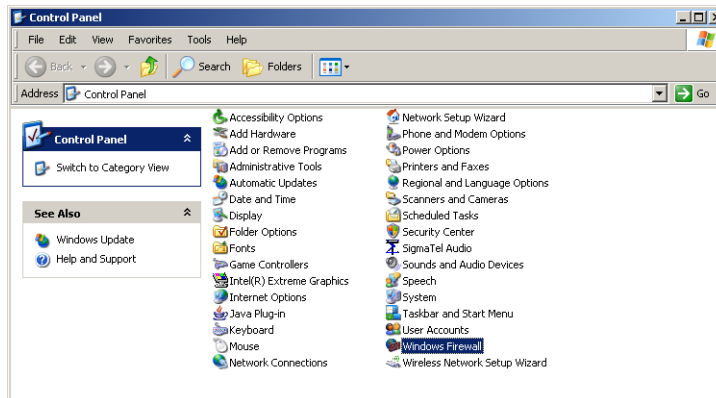 Control Panel
File Edit View Favorites Tools Help
Back Search Folders
Address Control Panel Go
Control Panel
Switch to Category View
See Also
Windows Update
Help and Support
Accessibility Options
Add Hardware
Add or Remove Programs
Administrative Tools
Automatic Updates
Date and Time
Display
Folder Options
Fonts
Game Controllers
Intel(R) Extreme Graphics
Internet Options
Java Plug-in
Keyboard
Mouse
Network Connections
Network Setup Wizard
Phone and Modem Options
Power Options
Printers and Faxes
Regional and Language Options
Scanners and Cameras
Scheduled Tasks
Security Center
SigmaTel Audio
Sounds and Audio Devices
Speech
System
Taskbar and Start Menu
User Accounts
Windows Firewall
Wireless Network Setup Wizard